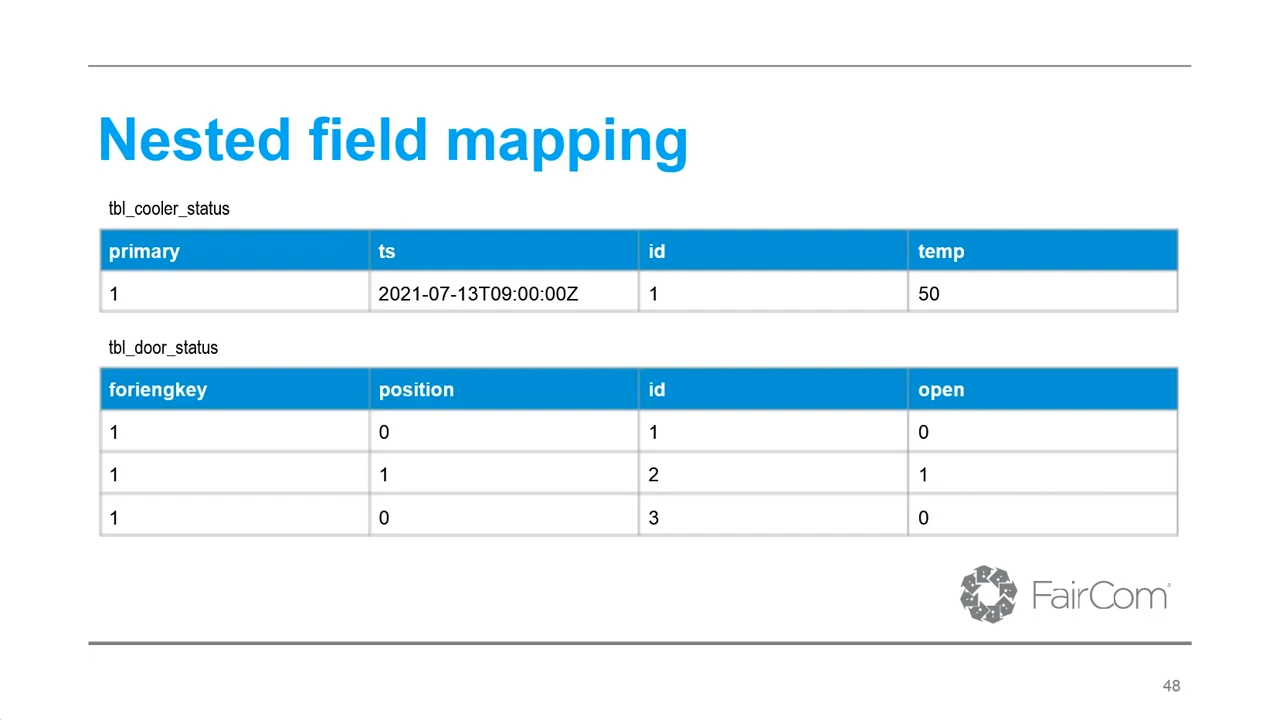 Nested field mapping
tbl_cooler_status
primary ts id temp
1 2021-07-13T09:00:00Z 1 50
tbl_door_status
foriengkey position id open
1 0 1 0
1 1 2 1
1 0 3 0
FairCom®
48